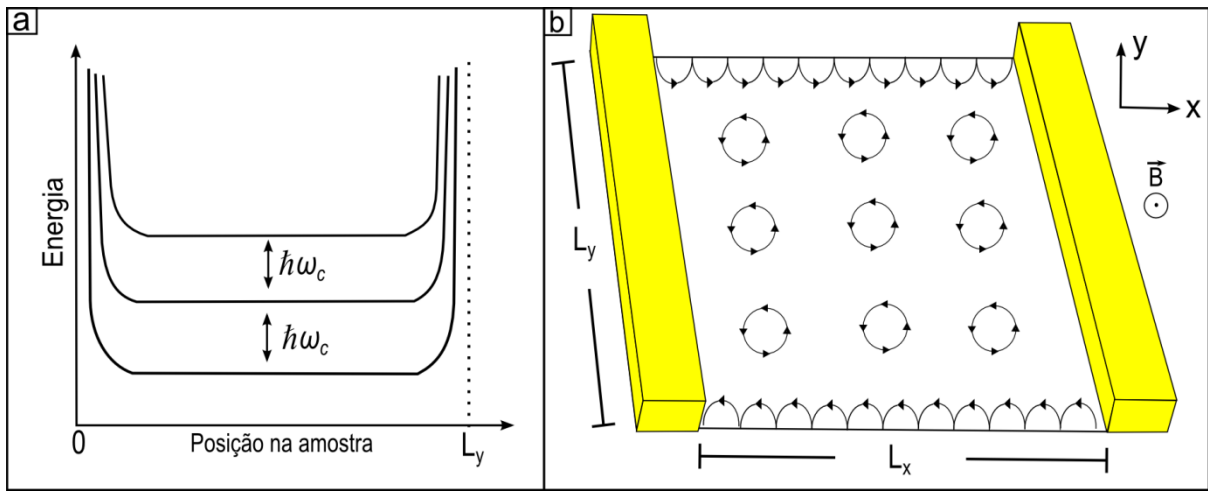 a
Energia
ħω_c
ħω_c
0
Posição na amostra
L_y
b
y
x
B⃗
L_y
L_x